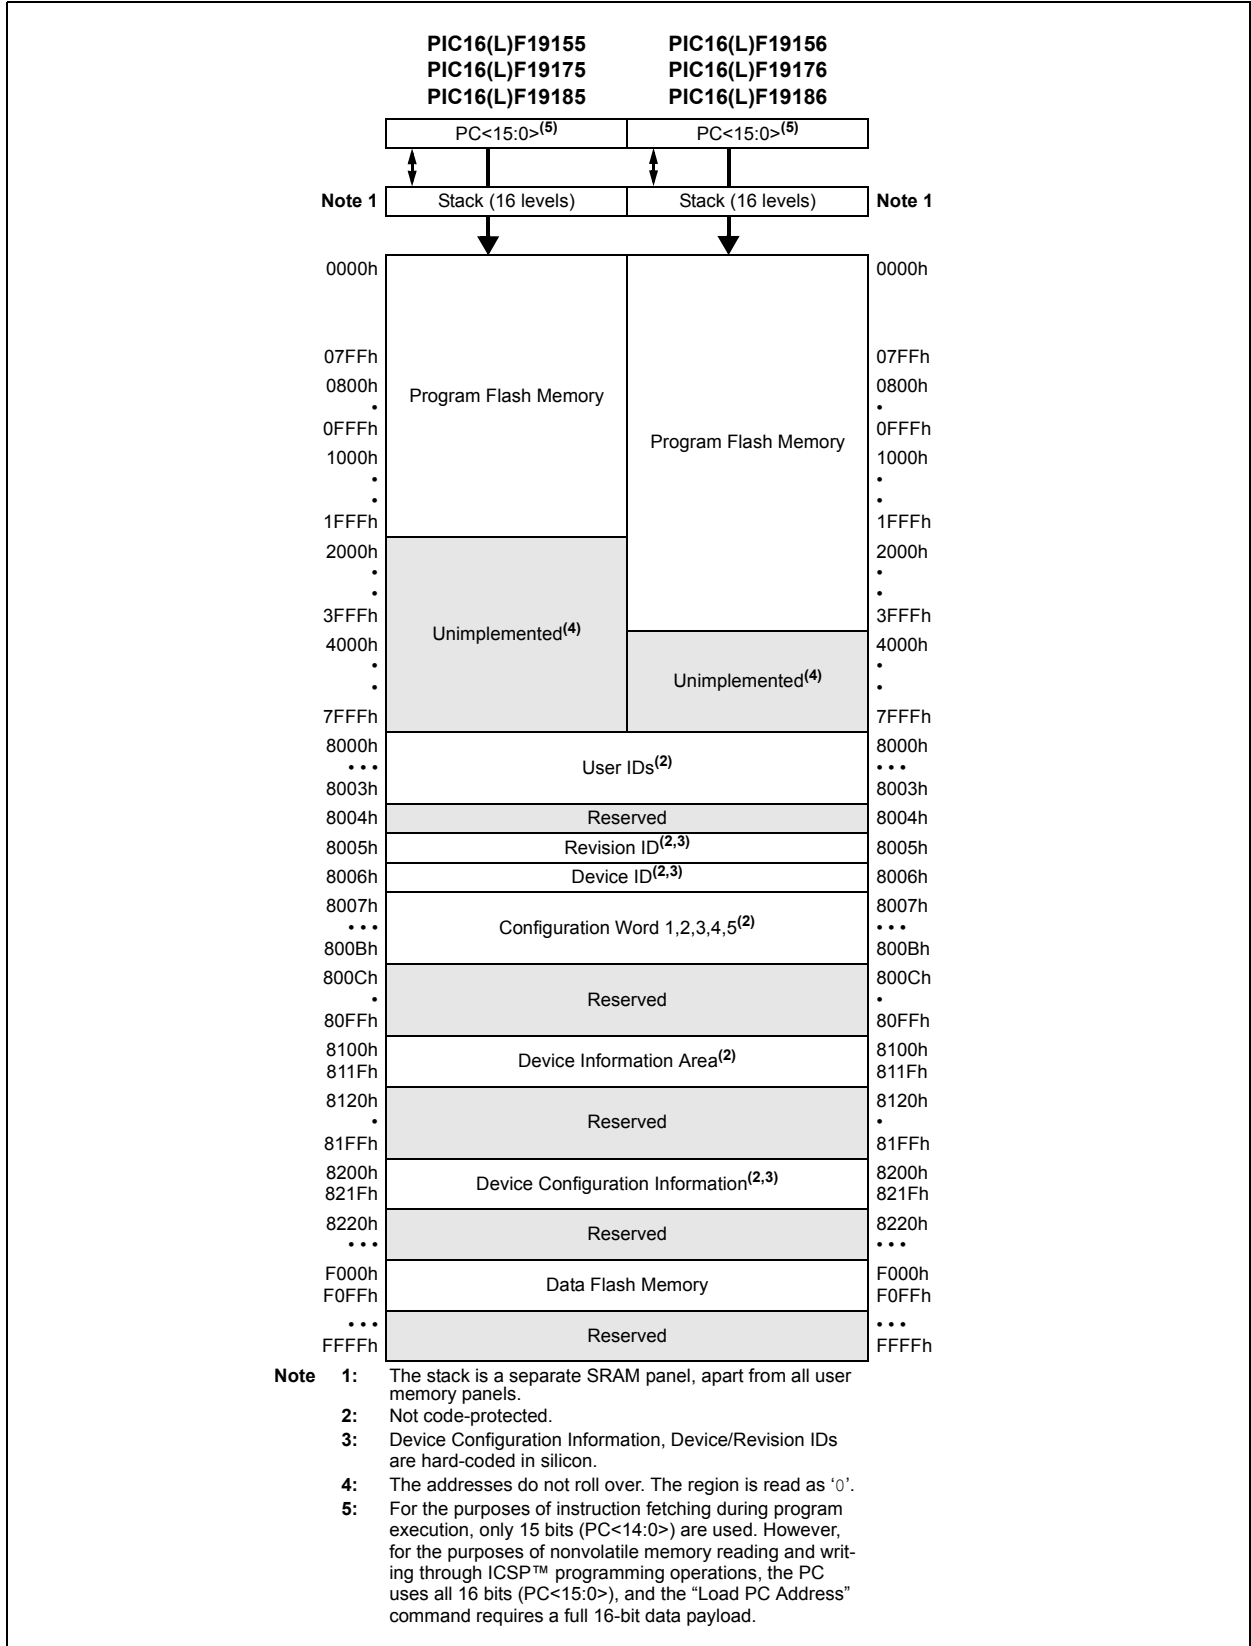 PIC16(L)F19155 PIC16(L)F19156
PIC16(L)F19175 PIC16(L)F19176
PIC16(L)F19185 PIC16(L)F19186
PC<15:0>(5) PC<15:0>(5)
Note 1 Stack (16 levels) Stack (16 levels) Note 1
0000h 0000h
07FFh 07FFh
0800h Program Flash Memory 0800h
•  •
0FFFh 0FFFh
Program Flash Memory
1000h 1000h
•  •
•  •
1FFFh 1FFFh
2000h 2000h
•  •
•  •
3FFFh 3FFFh
Unimplemented(4)
4000h 4000h
•  •
Unimplemented(4)
•  •
7FFFh 7FFFh
8000h 8000h
• • • User IDs(2) • • •
8003h 8003h
8004h Reserved 8004h
8005h Revision ID(2,3) 8005h
8006h Device ID(2,3) 8006h
8007h 8007h
• • • Configuration Word 1,2,3,4,5(2) • • •
800Bh 800Bh
800Ch 800Ch
• Reserved •
80FFh 80FFh
8100h Device Information Area(2) 8100h
811Fh 811Fh
8120h 8120h
• Reserved •
81FFh 81FFh
8200h Device Configuration Information(2,3) 8200h
821Fh 821Fh
8220h Reserved 8220h
• • •  • • •
F000h Data Flash Memory F000h
F0FFh F0FFh
• • • Reserved • • •
FFFFh FFFFh
Note 1: The stack is a separate SRAM panel, apart from all user
memory panels.
2: Not code-protected.
3: Device Configuration Information, Device/Revision IDs
are hard-coded in silicon.
4: The addresses do not roll over. The region is read as ‘0’.
5: For the purposes of instruction fetching during program
execution, only 15 bits (PC<14:0>) are used. However,
for the purposes of nonvolatile memory reading and writ-
ing through ICSP™ programming operations, the PC
uses all 16 bits (PC<15:0>), and the “Load PC Address”
command requires a full 16-bit data payload.